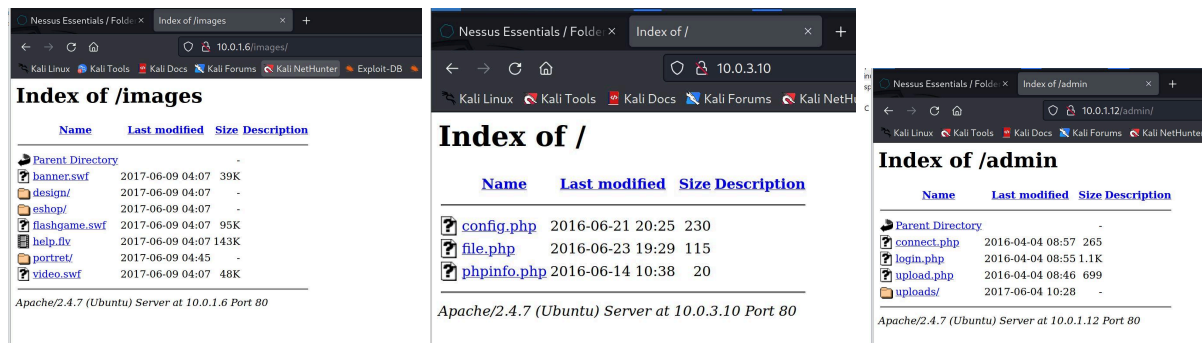 Nessus Essentials / Folde
Index of /images
10.0.1.6/images/
Kali Linux Kali Tools Kali Docs Kali Forums Kali NetHunter Exploit-DB
Index of /images
Name Last modified Size Description
Parent Directory -
banner.swf 2017-06-09 04:07 39K
design/ 2017-06-09 04:07 -
eshop/ 2017-06-09 04:07 -
flashgame.swf 2017-06-09 04:07 95K
help.flv 2017-06-09 04:07 143K
portret/ 2017-06-09 04:45 -
video.swf 2017-06-09 04:07 48K
Apache/2.4.7 (Ubuntu) Server at 10.0.1.6 Port 80
Nessus Essentials / Folde
Index of /
10.0.3.10
Kali Linux Kali Tools Kali Docs Kali Forums Kali NetH
Index of /
Name Last modified Size Description
config.php 2016-06-21 20:25 230
file.php 2016-06-23 19:29 115
phpinfo.php 2016-06-14 10:38 20
Apache/2.4.7 (Ubuntu) Server at 10.0.3.10 Port 80
Nessus Essentials / Folde
Index of /admin
10.0.1.12/admin/
Kali Linux Kali Tools Kali Docs Kali Forums Kali NetHunter
Index of /admin
Name Last modified Size Description
Parent Directory -
connect.php 2016-04-04 08:57 265
login.php 2016-04-04 08:55 1.1K
upload.php 2016-04-04 08:46 699
uploads/ 2017-06-04 10:28 -
Apache/2.4.7 (Ubuntu) Server at 10.0.1.12 Port 80